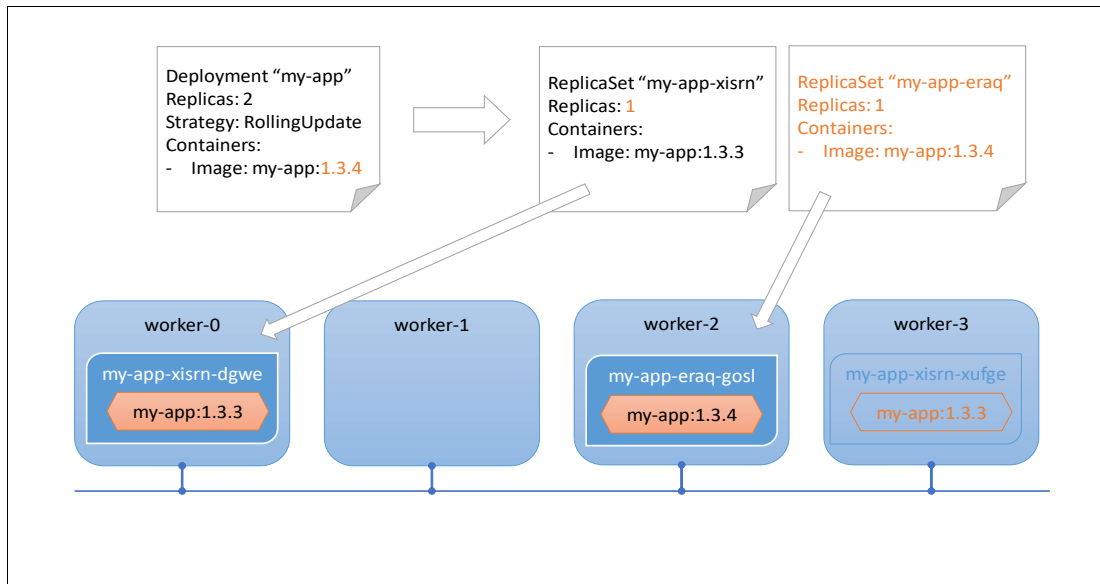 Deployment “my-app”
Replicas: 2
Strategy: RollingUpdate
Containers:
- Image: my-app:1.3.4
ReplicaSet “my-app-xisrn”
Replicas: 1
Containers:
- Image: my-app:1.3.3
ReplicaSet “my-app-eraq”
Replicas: 1
Containers:
- Image: my-app:1.3.4
worker-0
my-app-xisrn-dgwe
my-app:1.3.3
worker-1
worker-2
my-app-eraq-gosl
my-app:1.3.4
worker-3
my-app-xisrn-xufge
my-app:1.3.3